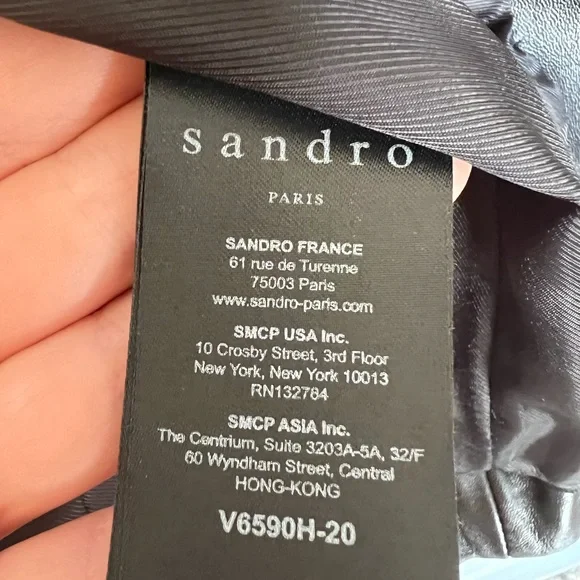 sandro
PARIS
SANDRO FRANCE
61 rue de Turenne
75003 Paris
www.sandro-paris.com
SMCP USA Inc.
10 Crosby Street, 3rd Floor
New York, New York 10013
RN132784
SMCP ASIA Inc.
The Centrium, Suite 3203A-5A, 32/F
60 Wyndham Street, Central
HONG-KONG
V6590H-20